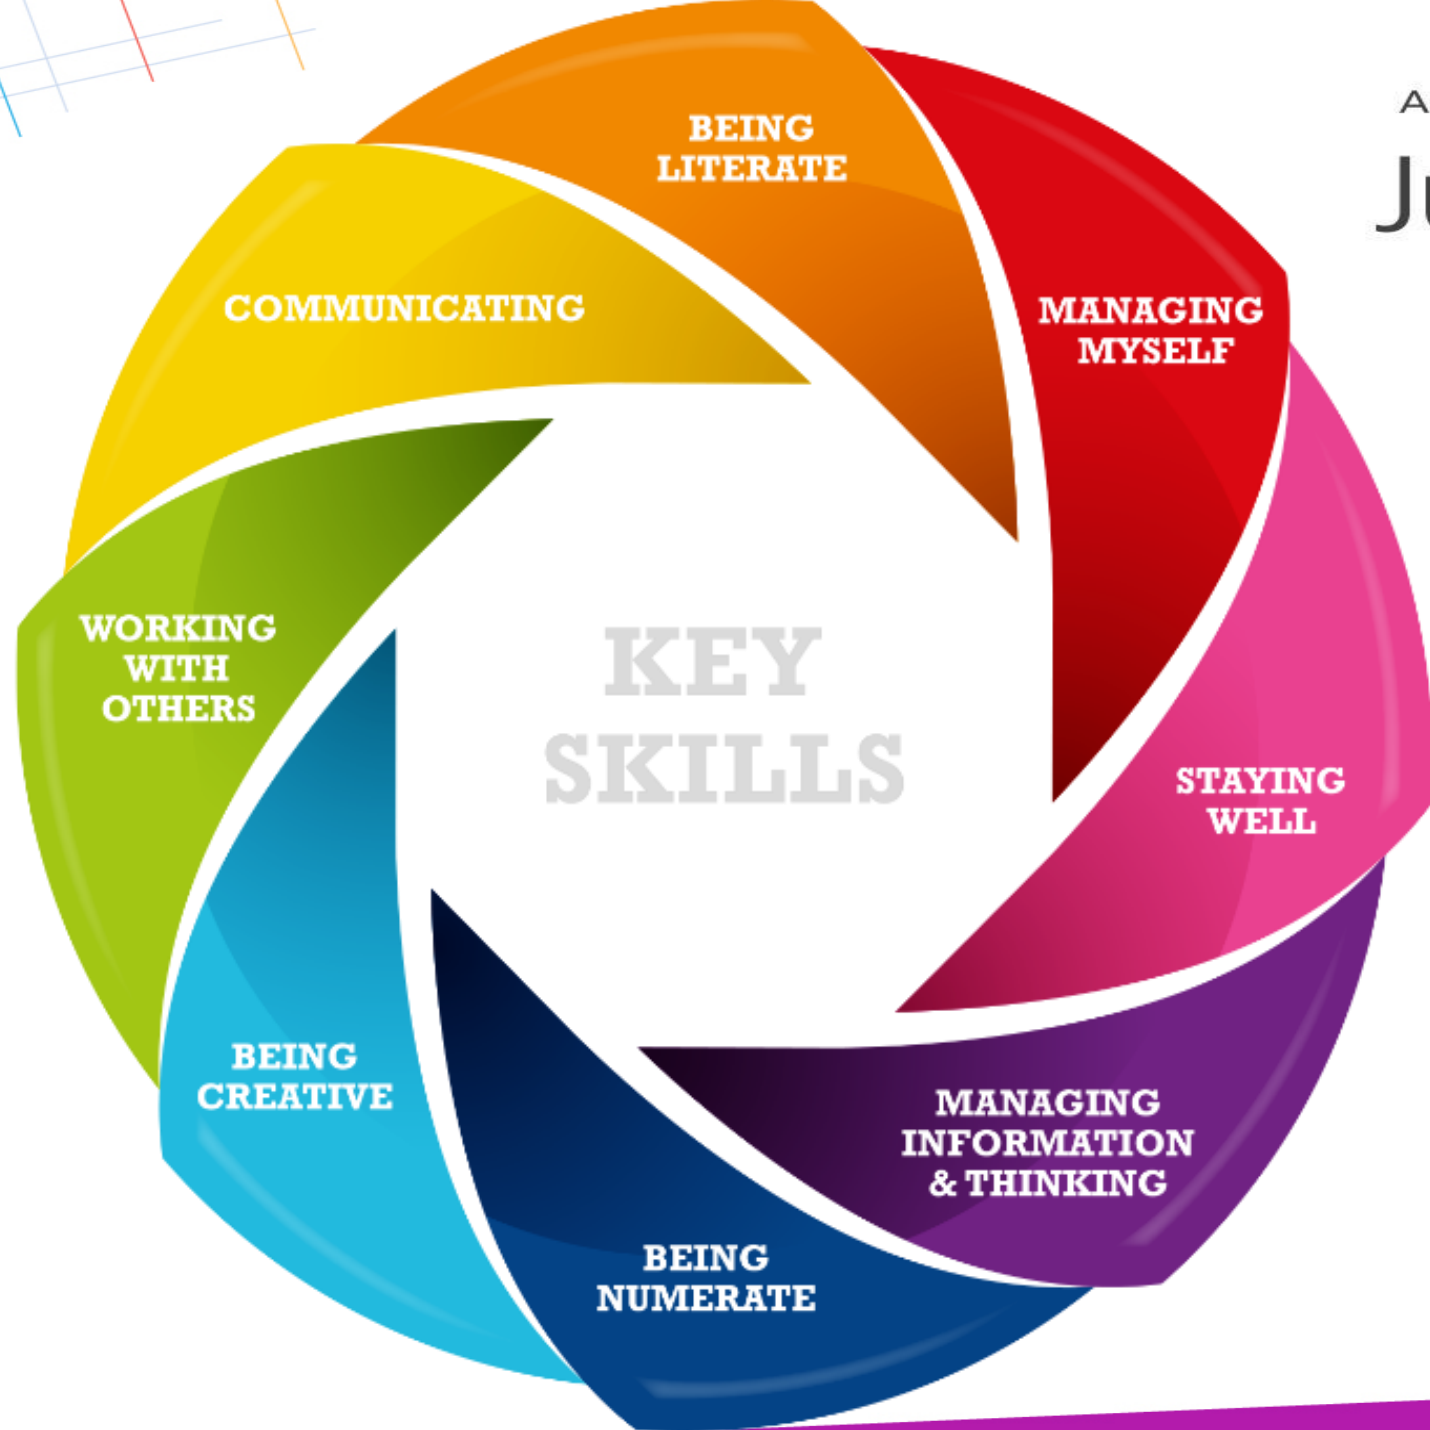 BEING
LITERATE
MANAGING
MYSELF
STAYING
WELL
MANAGING
INFORMATION
& THINKING
BEING
NUMERATE
BEING
CREATIVE
WORKING
WITH
OTHERS
COMMUNICATING
KEY
SKILLS